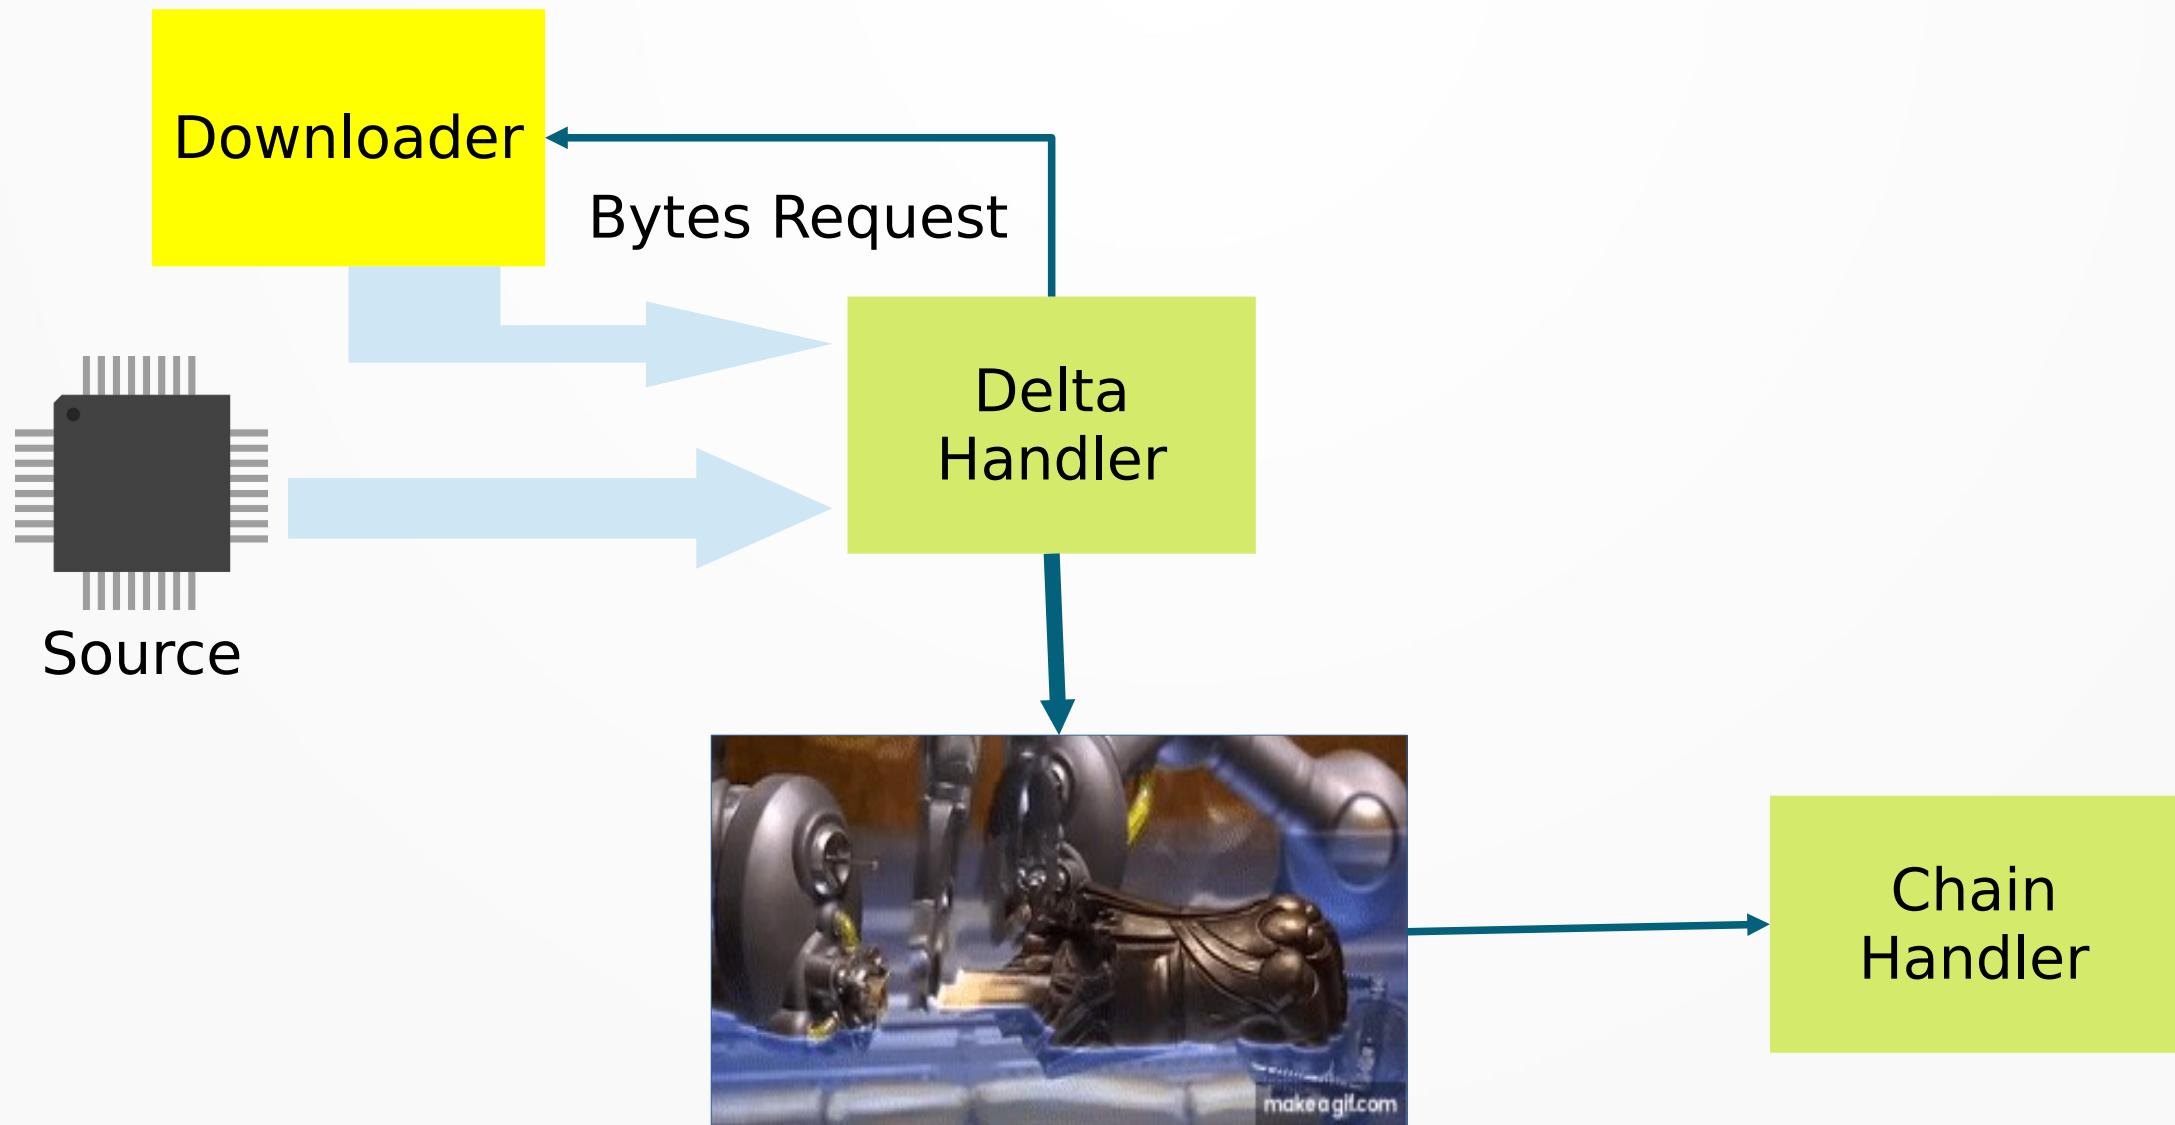 Downloader
Bytes Request
Delta
Handler
Source
Chain
Handler
makeagif.com